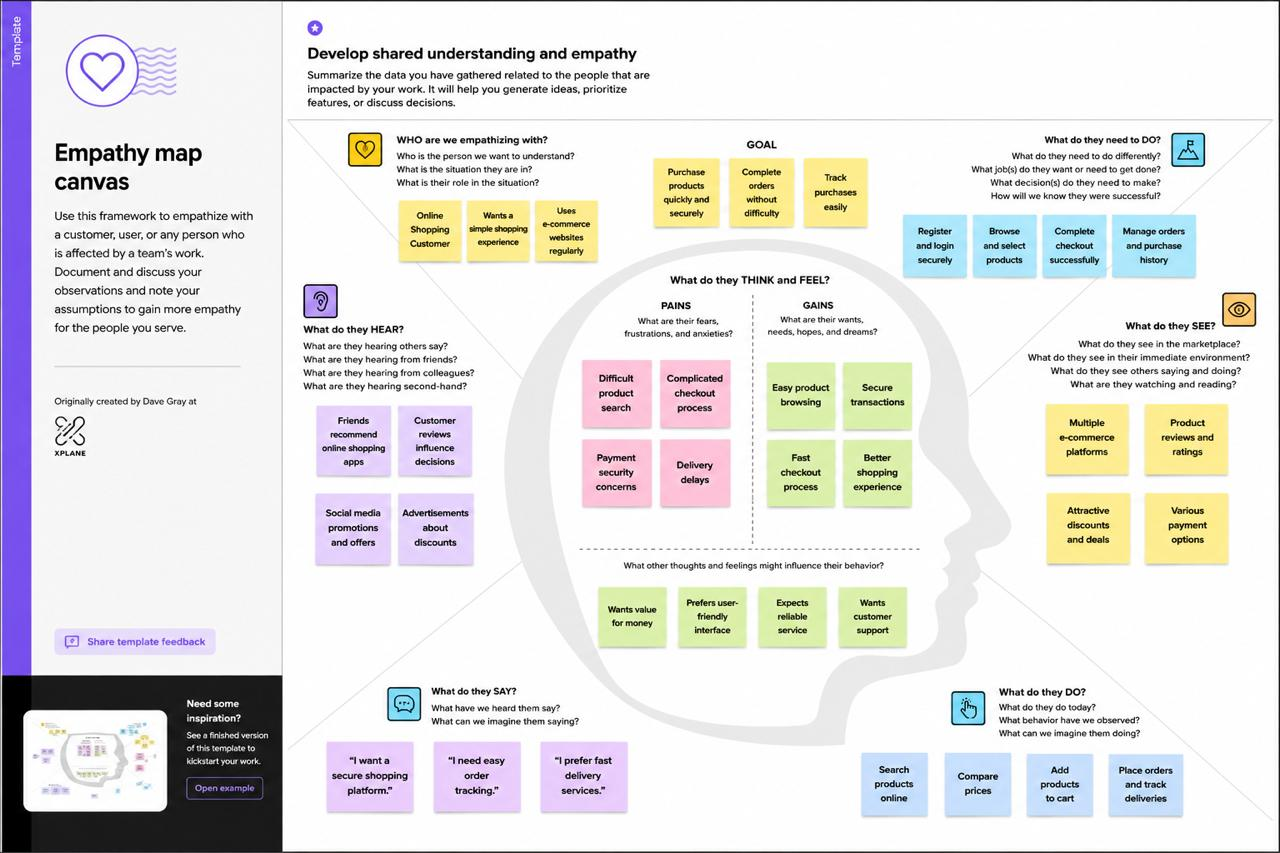 Template
Empathy map
canvas
Use this framework to empathize with
a customer, user, or any person who
is affected by a team's work.
Document and discuss your
observations and note your
assumptions to gain more empathy
for the people you serve.
Originally created by Dave Gray at
XPLANE
Share template feedback
Need some
inspiration?
See a finished version
of this template to
kickstart your work.
Open example
Develop shared understanding and empathy
Summarize the data you have gathered related to the people that are
impacted by your work. It will help you generate ideas, prioritize
features, or discuss decisions.
WHO are we empathizing with?
Who is the person we want to understand?
What is the situation they are in?
What is their role in the situation?
Online
Shopping
Customer
Wants a
simple shopping
experience
Uses
e-commerce
websites
regularly
GOAL
Purchase
products
quickly and
securely
Complete
orders
without
difficulty
Track
purchases
easily
What do they need to DO?
What do they need to do differently?
What job(s) do they want or need to get done?
What decision(s) do they need to make?
How will we know they were successful?
Register
and login
securely
Browse
and select
products
Complete
checkout
successfully
Manage orders
and purchase
history
What do they HEAR?
What are they hearing others say?
What are they hearing from friends?
What are they hearing from colleagues?
What are they hearing second-hand?
Friends
recommend
online shopping
apps
Customer
reviews
influence
decisions
Social media
promotions
and offers
Advertisements
about
discounts
What do they THINK and FEEL?
PAINS
What are their fears,
frustrations, and anxieties?
Difficult
product
search
Complicated
checkout
process
Payment
security
concerns
Delivery
delays
GAINS
What are their wants,
needs, hopes, and dreams?
Easy product
browsing
Secure
transactions
Fast
checkout
process
Better
shopping
experience
What other thoughts and feelings might influence their behavior?
Wants value
for money
Prefers user-
friendly
interface
Expects
reliable
service
Wants
customer
support
What do they SEE?
What do they see in the marketplace?
What do they see in their immediate environment?
What do they see others saying and doing?
What are they watching and reading?
Multiple
e-commerce
platforms
Product
reviews and
ratings
Attractive
discounts
and deals
Various
payment
options
What do they SAY?
What have we heard them say?
What can we imagine them saying?
“I want a
secure shopping
platform.”
“I need easy
order
tracking.”
“I prefer fast
delivery
services.”
What do they DO?
What do they do today?
What behavior have we observed?
What can we imagine them doing?
Search
products
online
Compare
prices
Add
products
to cart
Place orders
and track
deliveries